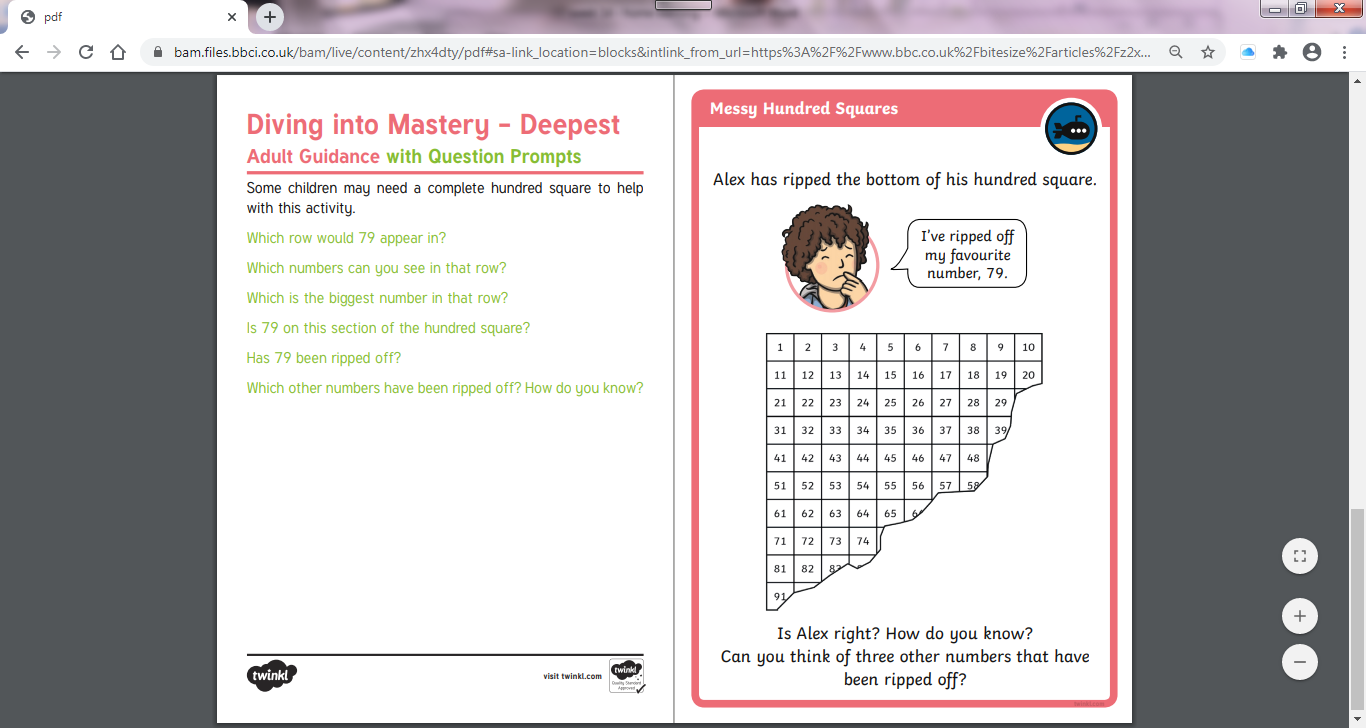 pdf
bam.files.bbci.co.uk/bam/live/content/zhx4dty/pdf#sa-link_location=blocks&intlink_from_url=https%3A%2F%2Fwww.bbc.co.uk%2Fbitesize%2Farticles%2Fz2x...
Diving into Mastery – Deepest
Adult Guidance with Question Prompts
Some children may need a complete hundred square to help
with this activity.
Which row would 79 appear in?
Which numbers can you see in that row?
Which is the biggest number in that row?
Is 79 on this section of the hundred square?
Has 79 been ripped off?
Which other numbers have been ripped off? How do you know?
twinkl
visit twinkl.com
twinkl
Quality Standard
Approved
Messy Hundred Squares
Alex has ripped the bottom of his hundred square.
I've ripped off
my favourite
number, 79.
1 2 3 4 5 6 7 8 9 10
11 12 13 14 15 16 17 18 19 20
21 22 23 24 25 26 27 28 29
31 32 33 34 35 36 37 38 39
41 42 43 44 45 46 47 48
51 52 53 54 55 56 57 58
61 62 63 64 65 6
71 72 73 74
81 82 83
91
Is Alex right? How do you know?
Can you think of three other numbers that have
been ripped off?
twinkl.com